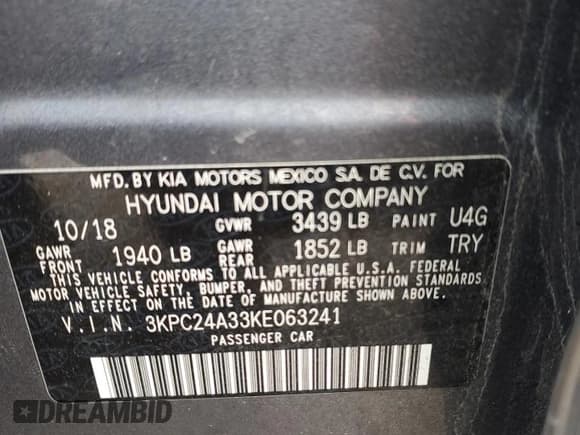 MFD. BY KIA MOTORS MEXICO S.A. DE C.V. FOR
HYUNDAI MOTOR COMPANY
10/18 GVWR 3439 LB PAINT U4G
GAWR FRONT 1940 LB GAWR REAR 1852 LB TRIM TRY
THIS VEHICLE CONFORMS TO ALL APPLICABLE U.S.A. FEDERAL
MOTOR VEHICLE SAFETY, BUMPER, AND THEFT PREVENTION STANDARDS
IN EFFECT ON THE DATE OF MANUFACTURE SHOWN ABOVE.
V.I.N. 3KPC24A33KE063241
PASSENGER CAR
DREAMBID